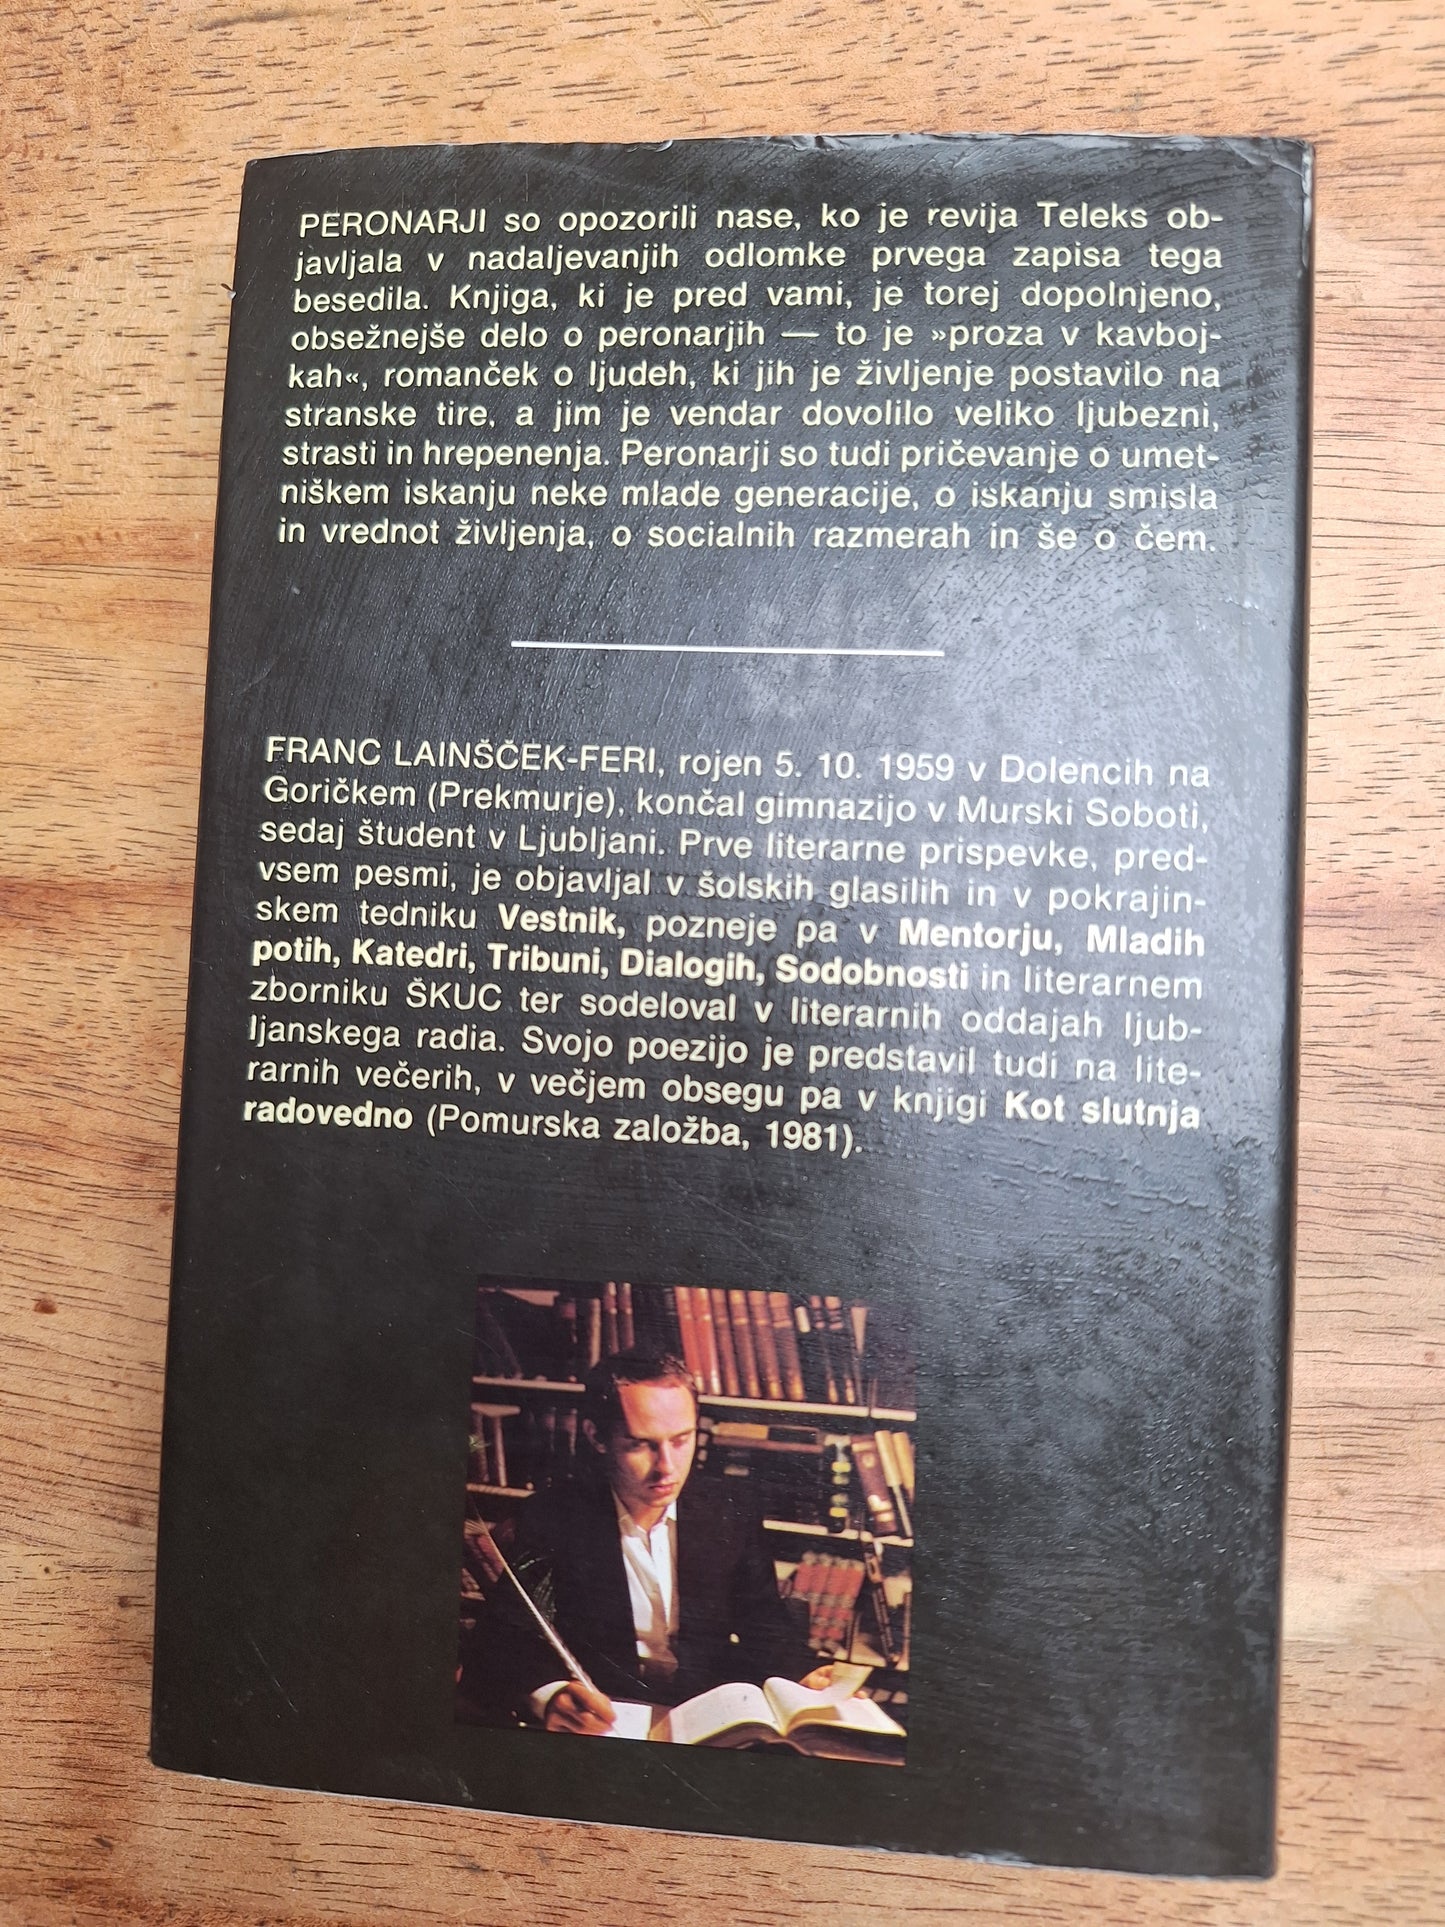 PERONARJI so opozorili nase, ko je revija Teleks ob-
javljala v nadaljevanjih odlomke prvega zapisa tega
besedila. Knjiga, ki je pred vami, je torej dopolnjeno,
obsežnejše delo o peronarjih — to je »proza v kavboj-
kah«, romanček o ljudeh, ki jih je življenje postavilo na
stranske tire, a jim je vendar dovolilo veliko ljubezni,
strasti in hrepenenja. Peronarji so tudi pričevanje o umet-
niškem iskanju neke mlade generacije, o iskanju smisla
in vrednot življenja, o socialnih razmerah in še o čem.
FRANC LAINŠČEK-FERI, rojen 5. 10. 1959 v Dolencih na
Goričkem (Prekmurje), končal gimnazijo v Murski Soboti,
sedaj študent v Ljubljani. Prve literarne prispevke, pred-
vsem pesmi, je objavljal v šolskih glasilih in v pokrajin-
skem tedniku Vestnik, pozneje pa v Mentorju, Mladih
potih, Katedri, Tribuni, Dialogih, Sodobnosti in literarnem
zborniku ŠKUC ter sodeloval v literarnih oddajah ljub-
ljanskega radia. Svojo poezijo je predstavil tudi na lite-
rarnih večerih, v večjem obsegu pa v knjigi Kot slutnja
radovedno (Pomurska založba, 1981).